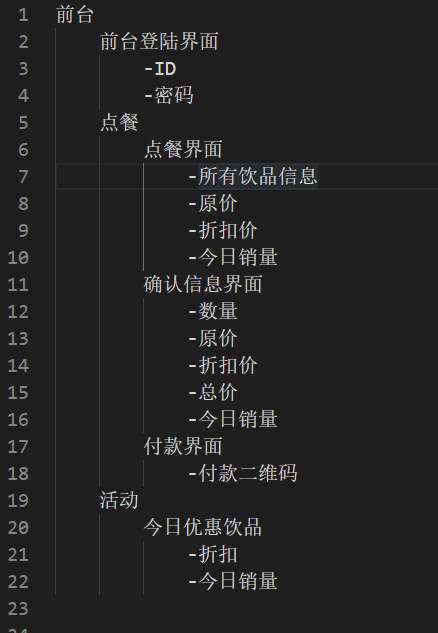 1 前台
2 前台登陆界面
3 -ID
4 -密码
5 点餐
6 点餐界面
7 -所有饮品信息
8 -原价
9 -折扣价
10 -今日销量
11 确认信息界面
12 -数量
13 -原价
14 -折扣价
15 -总价
16 -今日销量
17 付款界面
18 -付款二维码
19 活动
20 今日优惠饮品
21 -折扣
22 -今日销量
23